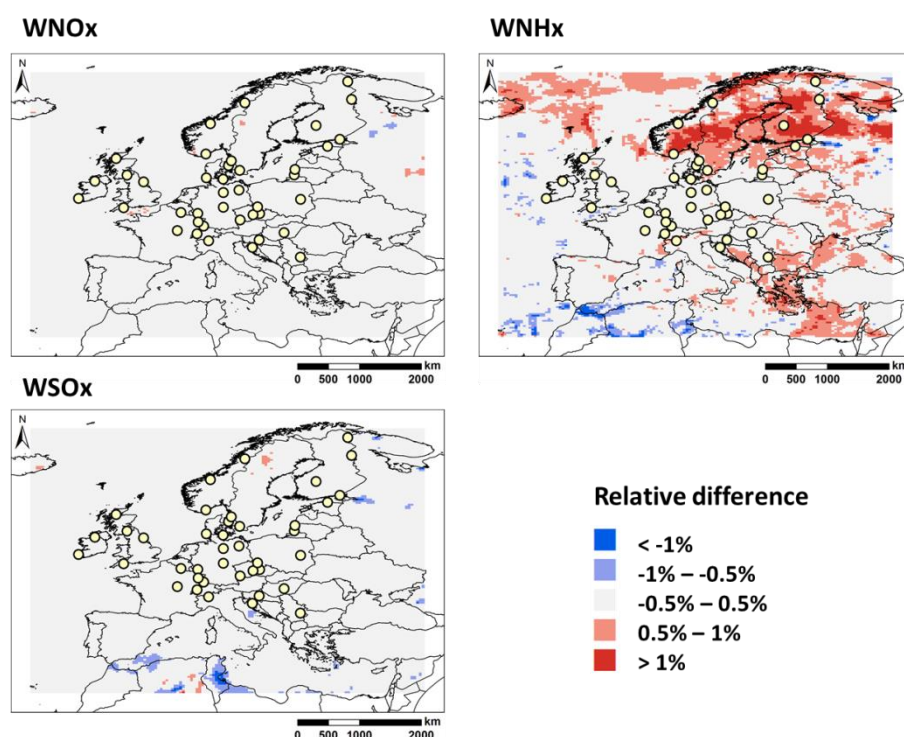 WNOx
WNHx
N
N
km
0 500 1000 2000
km
0 500 1000 2000
WSOx
N
Relative difference
< -1%
-1% – -0.5%
-0.5% – 0.5%
0.5% – 1%
> 1%
km
0 500 1000 2000